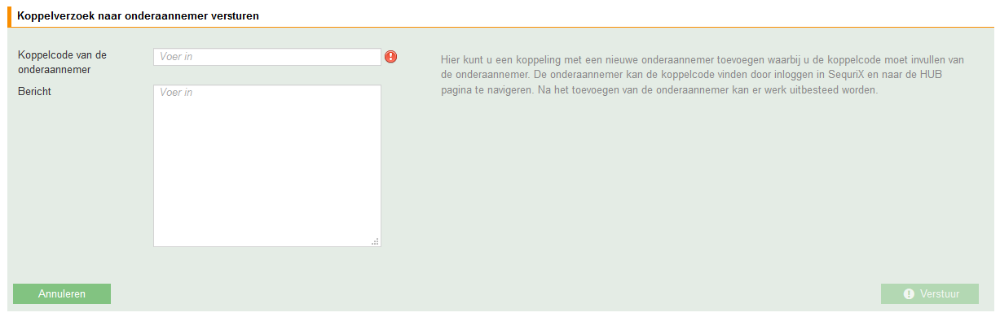 Koppelverzoek naar onderaannemer versturen
Koppelcode van de
onderaannemer
Voer in
Hier kunt u een koppeling met een nieuwe onderaannemer toevoegen waarbij u de koppelcode moet invullen van
de onderaannemer. De onderaannemer kan de koppelcode vinden door inloggen in SequriX en naar de HUB
pagina te navigeren. Na het toevoegen van de onderaannemer kan er werk uitbesteed worden.
Bericht
Voer in
Annuleren
Verstuur